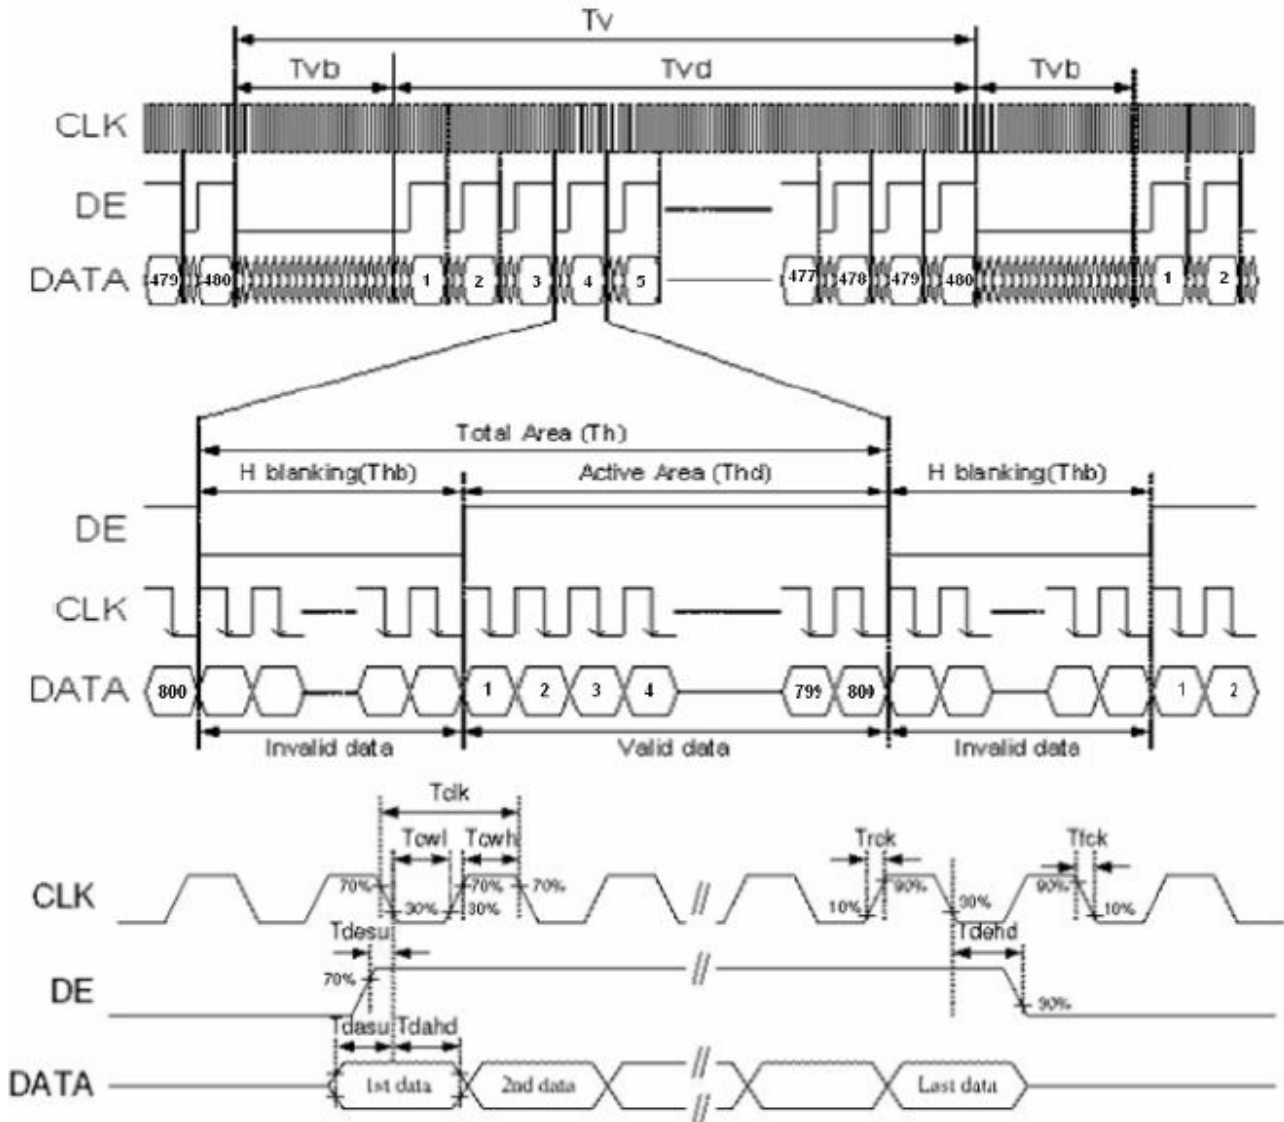 Tv
Tvb Tvd Tvb
CLK
DE
DATA 479 480 1 2 3 4 5 477 478 479 480 1 2
Total Area (Th)
H blanking(Thb) Active Area (Thd) H blanking(Thb)
DE
CLK
DATA 800 1 2 3 4 799 800 1 2
Invalid data Valid data Invalid data
Tclk
Tcwl Tcwh Trck Tfck
CLK 70% 70% 70% 90% 90%
30% 30% 10% 90% 10%
Tdesu Tdehd
DE 70% 90%
Tdasu Tdahd
DATA 1st data 2nd data Last data